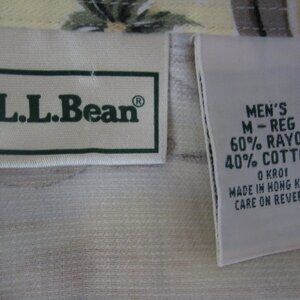 L.L.Bean®
MEN'S
M - REG
60% RAYO
40% COTT
0 KR01
MADE IN HONG K
CARE ON REVER